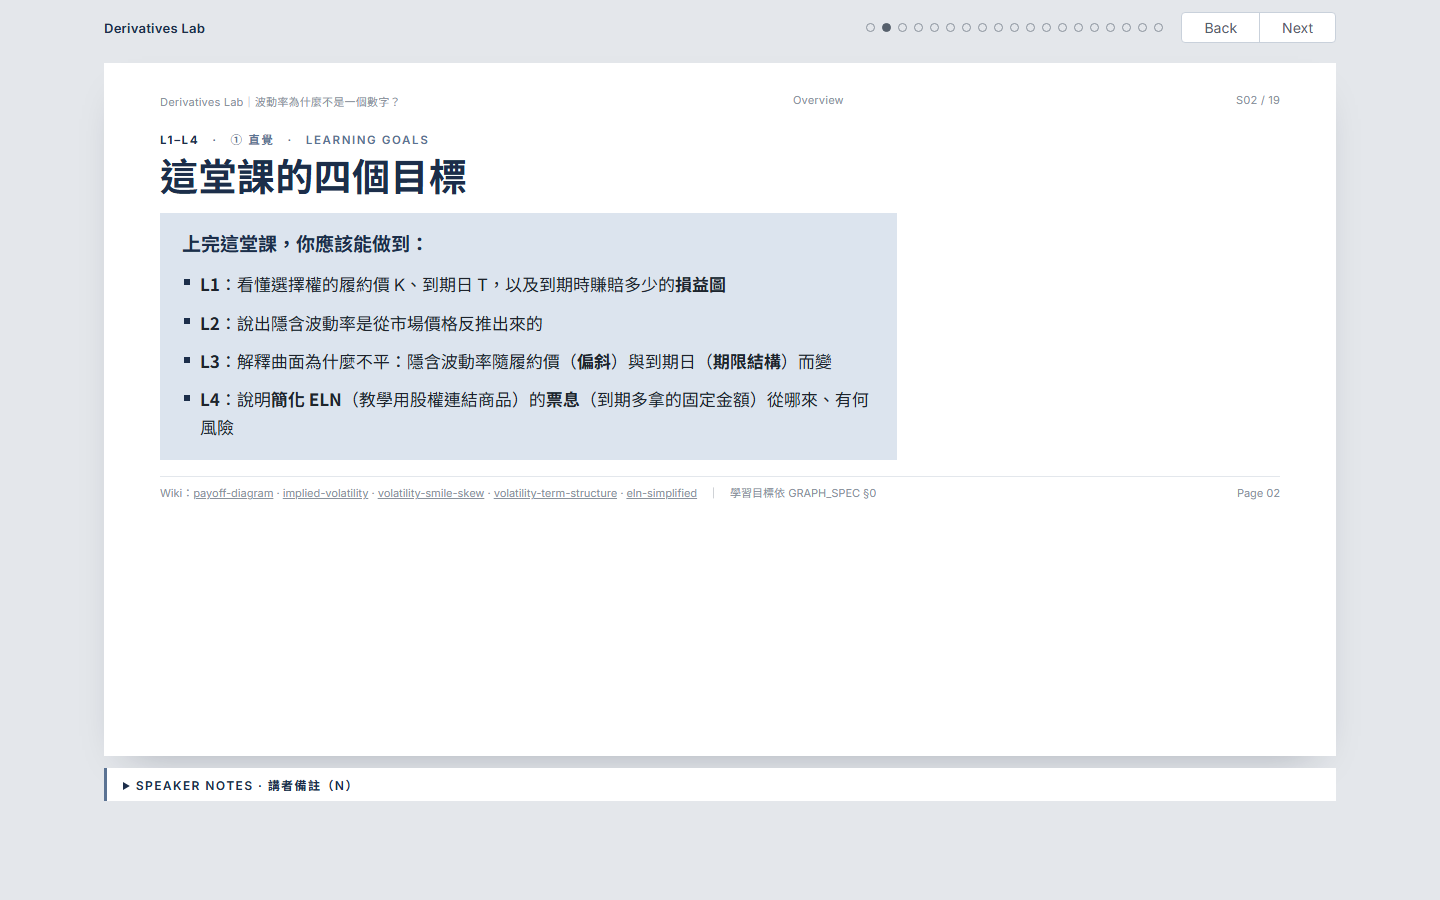 Derivatives Lab
Back
Next
Derivatives Lab｜波動率為什麼不是一個數字？
Overview
S02 / 19
L1–L4 · ① 直覺 · LEARNING GOALS
這堂課的四個目標
上完這堂課，你應該能做到：
L1：看懂選擇權的履約價 K、到期日 T，以及到期時賺賠多少的損益圖
L2：說出隱含波動率是從市場價格反推出來的
L3：解釋曲面為什麼不平：隱含波動率隨履約價（偏斜）與到期日（期限結構）而變
L4：說明簡化 ELN（教學用股權連結商品）的票息（到期多拿的固定金額）從哪來、有何
風險
Wiki：payoff-diagram · implied-volatility · volatility-smile-skew · volatility-term-structure · eln-simplified ｜ 學習目標依 GRAPH_SPEC §0
Page 02
SPEAKER NOTES · 講者備註（N）